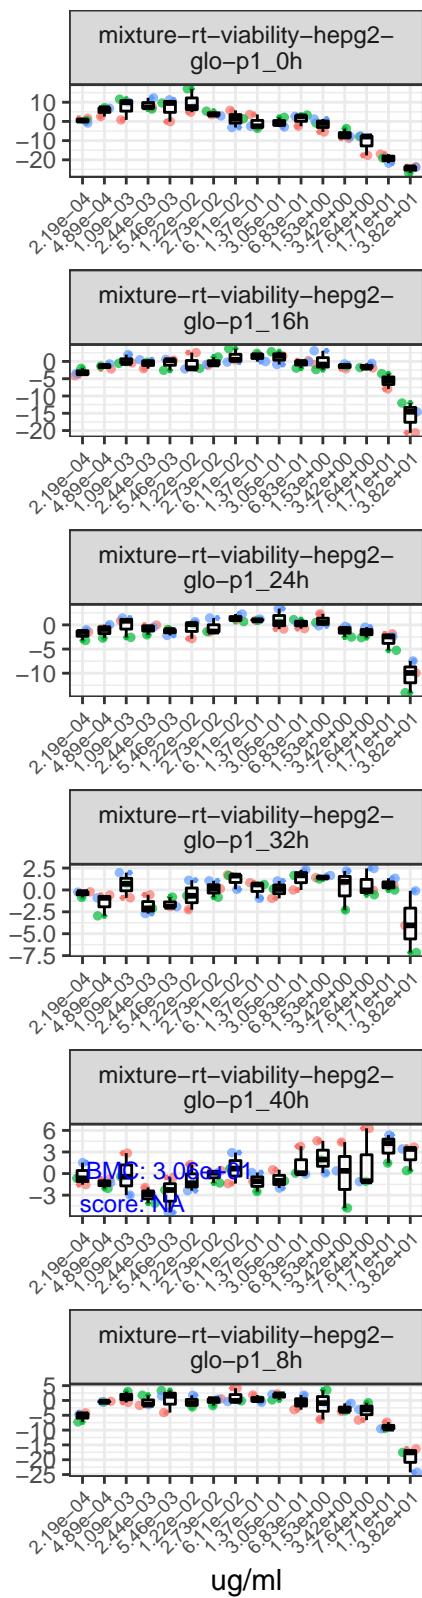 mixture−rt−viability−hepg2−
glo−p1_0h
10
0
−10
−20
2.19e−04
4.89e−04
1.09e−03
2.44e−03
5.46e−03
1.22e−02
2.73e−02
6.11e−02
1.37e−01
3.05e−01
6.83e−01
1.53e+00
3.42e+00
7.64e+00
1.71e+01
3.82e+01
mixture−rt−viability−hepg2−
glo−p1_16h
0
−5
−10
−15
−20
2.19e−04
4.89e−04
1.09e−03
2.44e−03
5.46e−03
1.22e−02
2.73e−02
6.11e−02
1.37e−01
3.05e−01
6.83e−01
1.53e+00
3.42e+00
7.64e+00
1.71e+01
3.82e+01
mixture−rt−viability−hepg2−
glo−p1_24h
0
−5
−10
2.19e−04
4.89e−04
1.09e−03
2.44e−03
5.46e−03
1.22e−02
2.73e−02
6.11e−02
1.37e−01
3.05e−01
6.83e−01
1.53e+00
3.42e+00
7.64e+00
1.71e+01
3.82e+01
mixture−rt−viability−hepg2−
glo−p1_32h
2.5
0.0
−2.5
−5.0
−7.5
2.19e−04
4.89e−04
1.09e−03
2.44e−03
5.46e−03
1.22e−02
2.73e−02
6.11e−02
1.37e−01
3.05e−01
6.83e−01
1.53e+00
3.42e+00
7.64e+00
1.71e+01
3.82e+01
mixture−rt−viability−hepg2−
glo−p1_40h
6
3
0
−3
BMC: 3.06e+01
score: NA
2.19e−04
4.89e−04
1.09e−03
2.44e−03
5.46e−03
1.22e−02
2.73e−02
6.11e−02
1.37e−01
3.05e−01
6.83e−01
1.53e+00
3.42e+00
7.64e+00
1.71e+01
3.82e+01
mixture−rt−viability−hepg2−
glo−p1_8h
5
0
−5
−10
−15
−20
−25
2.19e−04
4.89e−04
1.09e−03
2.44e−03
5.46e−03
1.22e−02
2.73e−02
6.11e−02
1.37e−01
3.05e−01
6.83e−01
1.53e+00
3.42e+00
7.64e+00
1.71e+01
3.82e+01
ug/ml